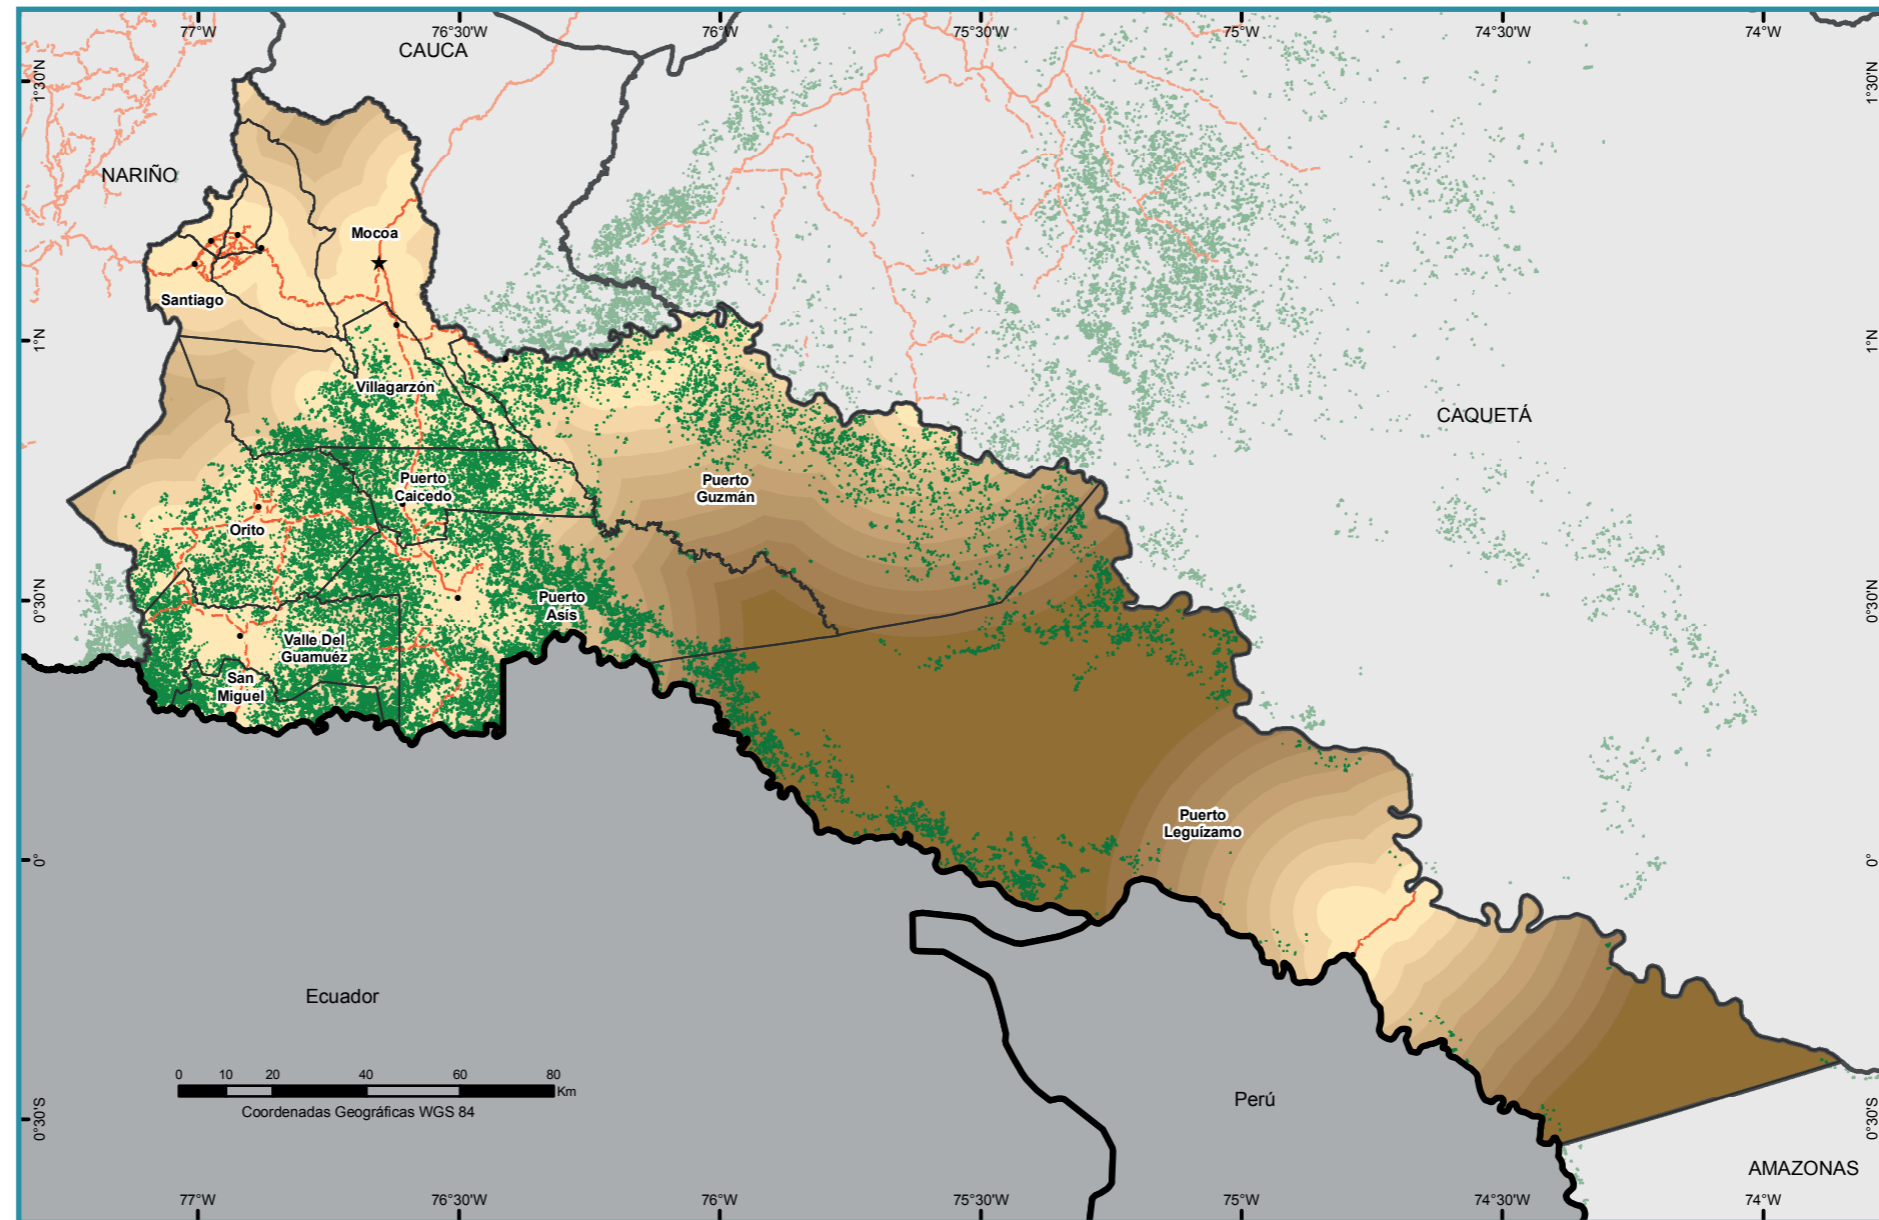 77°W
76°30'W
76°W
75°30'W
75°W
74°30'W
74°W
CAUCA
1°30'N
1°30'N
NARIÑO
Mocoa
Santiago
1°N
1°N
Villagarzón
CAQUETÁ
Puerto
Caicedo
Puerto
Guzmán
Orito
0°30'N
0°30'N
Puerto
Asís
Valle Del
Guamuéz
San
Miguel
Puerto
Leguízamo
0°
0°
Ecuador
0 10 20 40 60 80
Km
Coordenadas Geográficas WGS 84
Perú
0°30'S
0°30'S
AMAZONAS
77°W
76°30'W
76°W
75°30'W
75°W
74°30'W
74°W